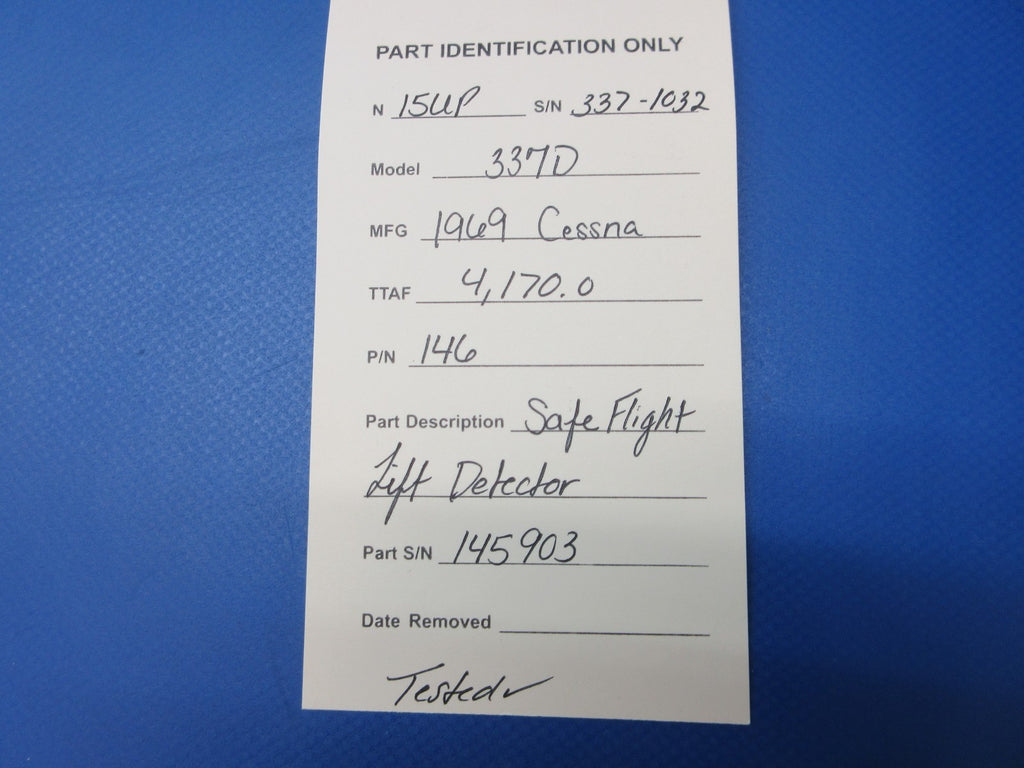 PART IDENTIFICATION ONLY
N 15UP S/N 337-1032
Model 337D
MFG 1969 Cessna
TTAF 4,170.0
P/N 146
Part Description Safe Flight
Lift Detector
Part S/N 145903
Date Removed
Tested ✓